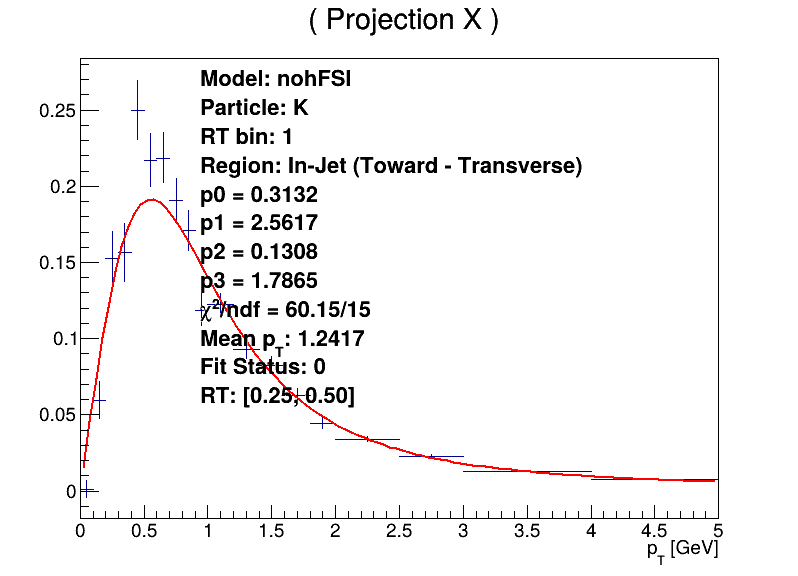 ( Projection X )
Model: nohFSI
Particle: K
RT bin: 1
Region: In-Jet (Toward - Transverse)
p0 = 0.3132
p1 = 2.5617
p2 = 0.1308
p3 = 1.7865
χ²/ndf = 60.15/15
Mean p_T: 1.2417
Fit Status: 0
RT: [0.25, 0.50]
0.25
0.2
0.15
0.1
0.05
0
0 0.5 1 1.5 2 2.5 3 3.5 4 4.5 5
p_T [GeV]